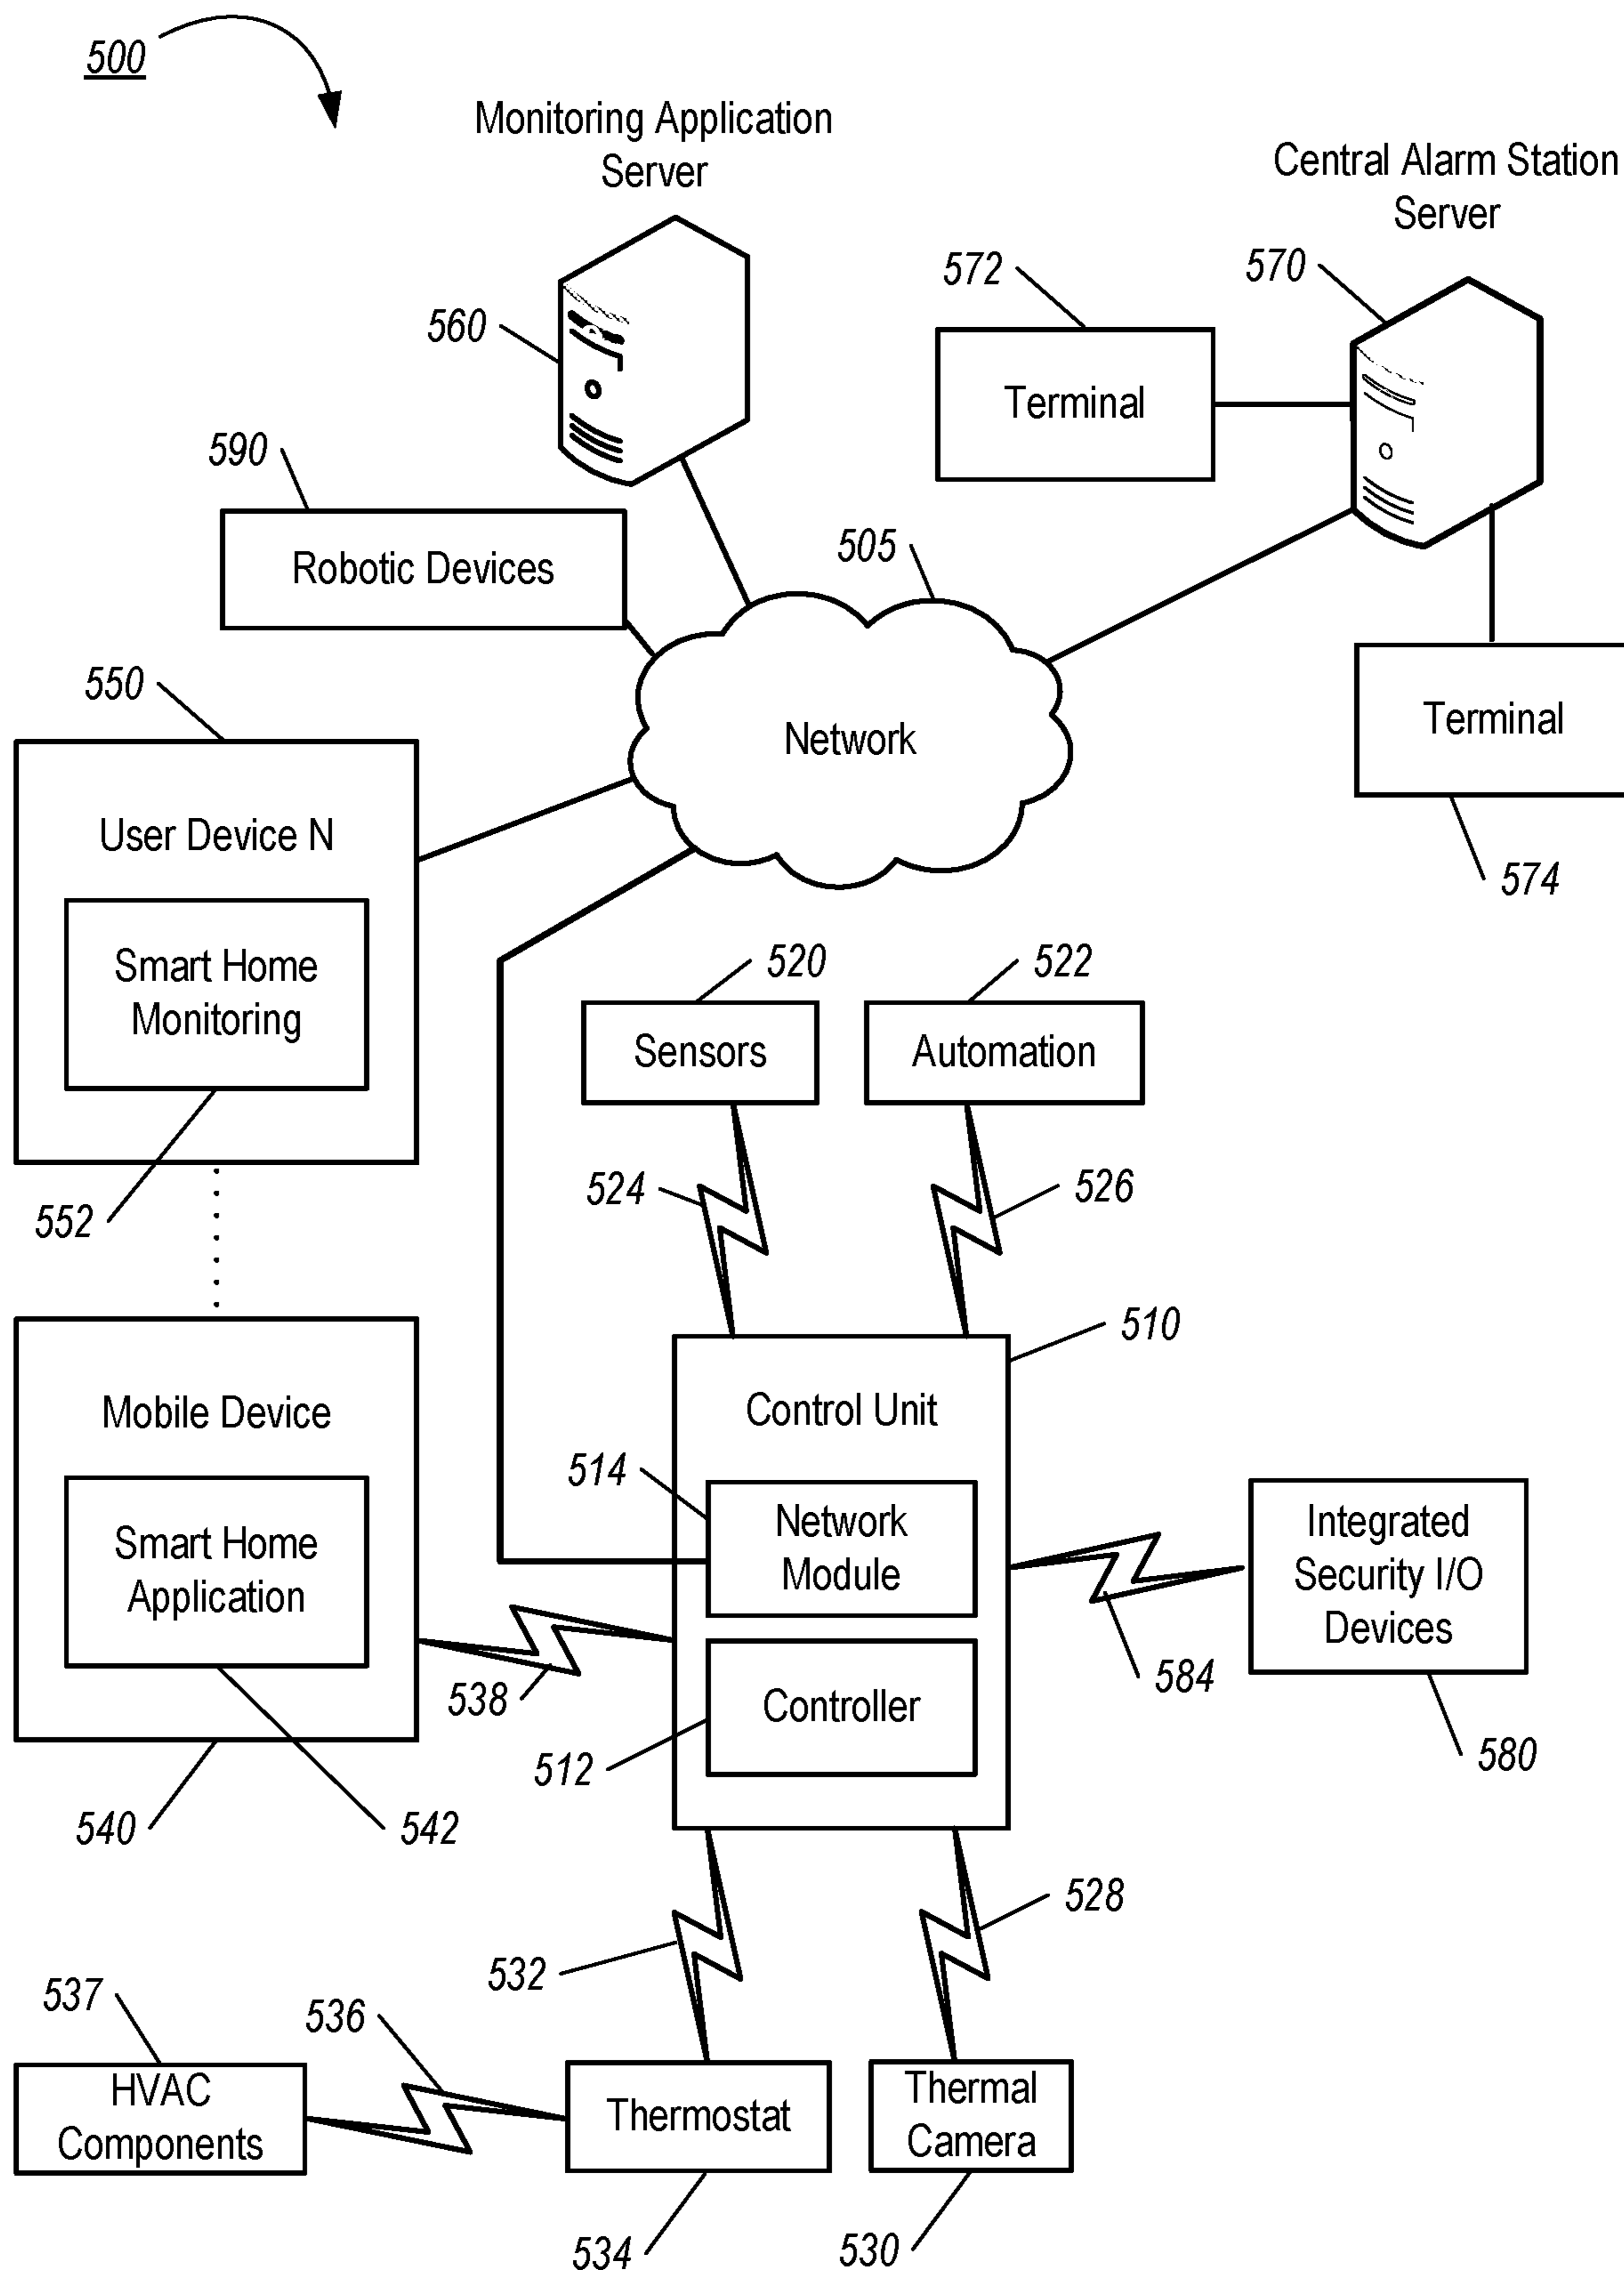 500
Monitoring Application
Server
Central Alarm Station
Server
572
570
560
Terminal
590
Robotic Devices
505
550
Network
Terminal
User Device N
574
Smart Home
Monitoring
520
522
Sensors
Automation
524
526
552
510
Mobile Device
Control Unit
514
Network
Module
Integrated
Security I/O
Devices
Smart Home
Application
538
584
Controller
512
580
540
542
528
532
537
536
HVAC
Components
Thermostat
Thermal
Camera
534
530